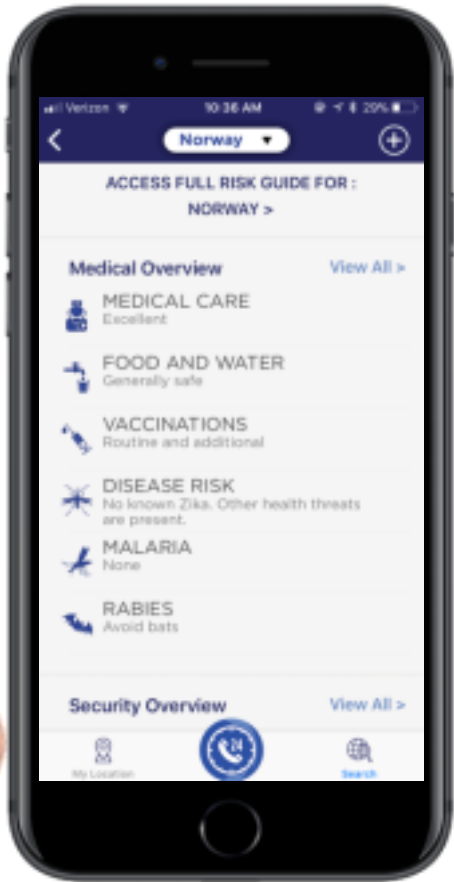 Verizon 10:36 AM 29%
Norway ▼
ACCESS FULL RISK GUIDE FOR :
NORWAY >
Medical Overview View All >
MEDICAL CARE
Excellent
FOOD AND WATER
Generally safe
VACCINATIONS
Routine and additional
DISEASE RISK
No known Zika. Other health threats
are present.
MALARIA
None
RABIES
Avoid bats
Security Overview View All >
24
My Location Search